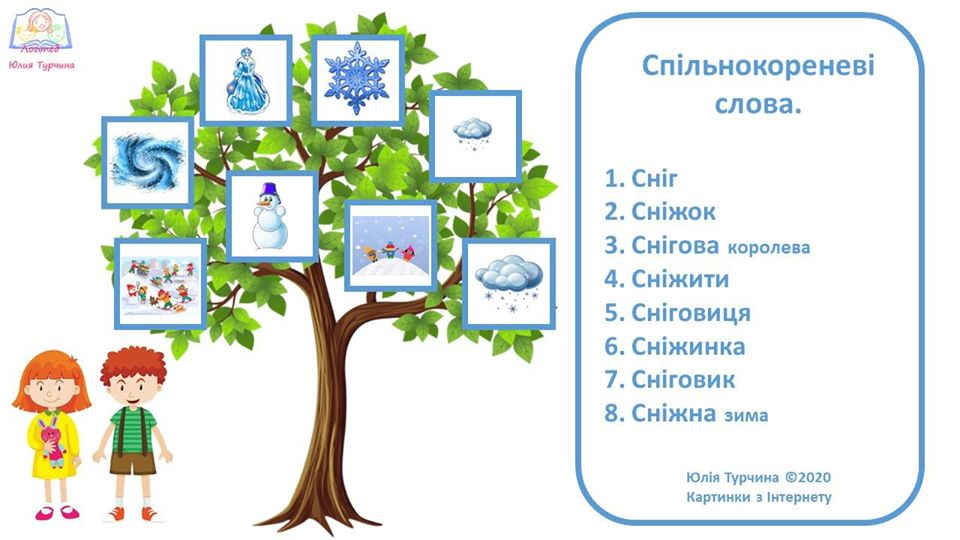 Логопед
Юлия Турчина
Спільнокореневі
слова.
1. Сніг
2. Сніжок
3. Снігова королева
4. Сніжити
5. Сніговиця
6. Сніжинка
7. Сніговик
8. Сніжна зима
Юлія Турчина ©2020
Картинки з Інтернету